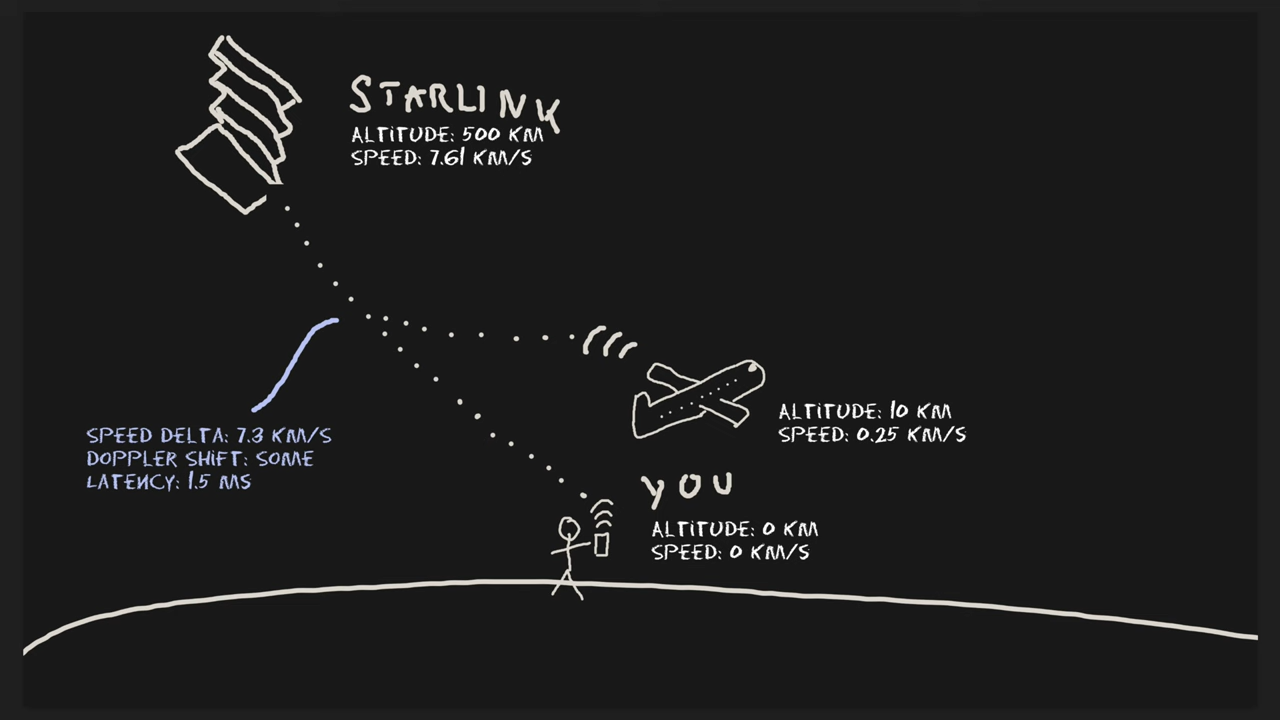 STARLINK
ALTITUDE: 500 KM
SPEED: 7.61 KM/S
ALTITUDE: 10 KM
SPEED: 0.25 KM/S
SPEED DELTA: 7.3 KM/S
DOPPLER SHIFT: SOME
LATENCY: 1.5 MS
YOU
ALTITUDE: 0 KM
SPEED: 0 KM/S